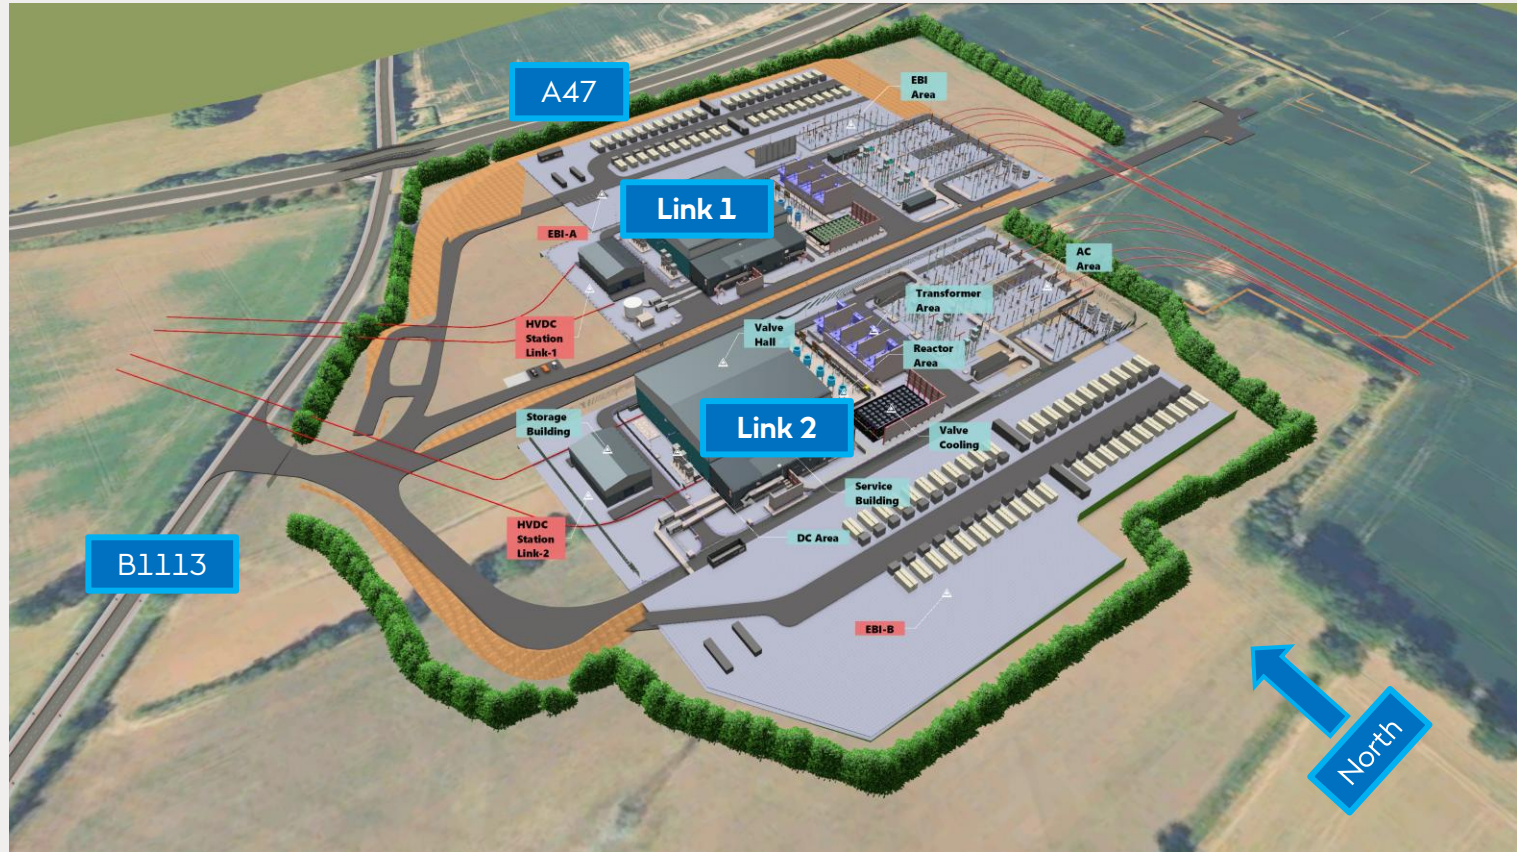 A47
EBI
Area
Link 1
EBI-A
AC
Area
Transformer
Area
HVDC
Station
Link-1
Valve
Hall
Reactor
Area
Storage
Building
Link 2
Valve
Cooling
Service
Building
HVDC
Station
Link-2
DC Area
B1113
EBI-B
North